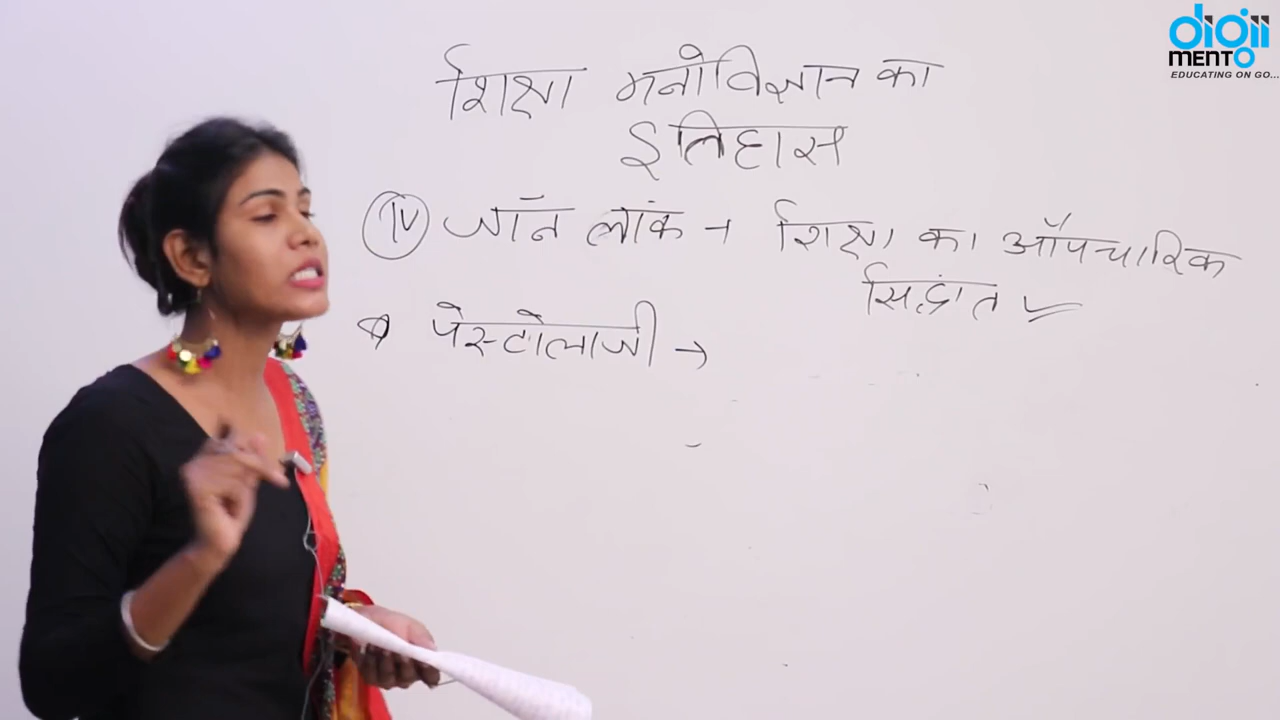 digii
MENTO
EDUCATING ON GO...
शिक्षा मनोविज्ञान का
इतिहास
IV जॉन लॉक → शिक्षा का औपचारिक
सिद्धांत
पेस्टोलाजी →